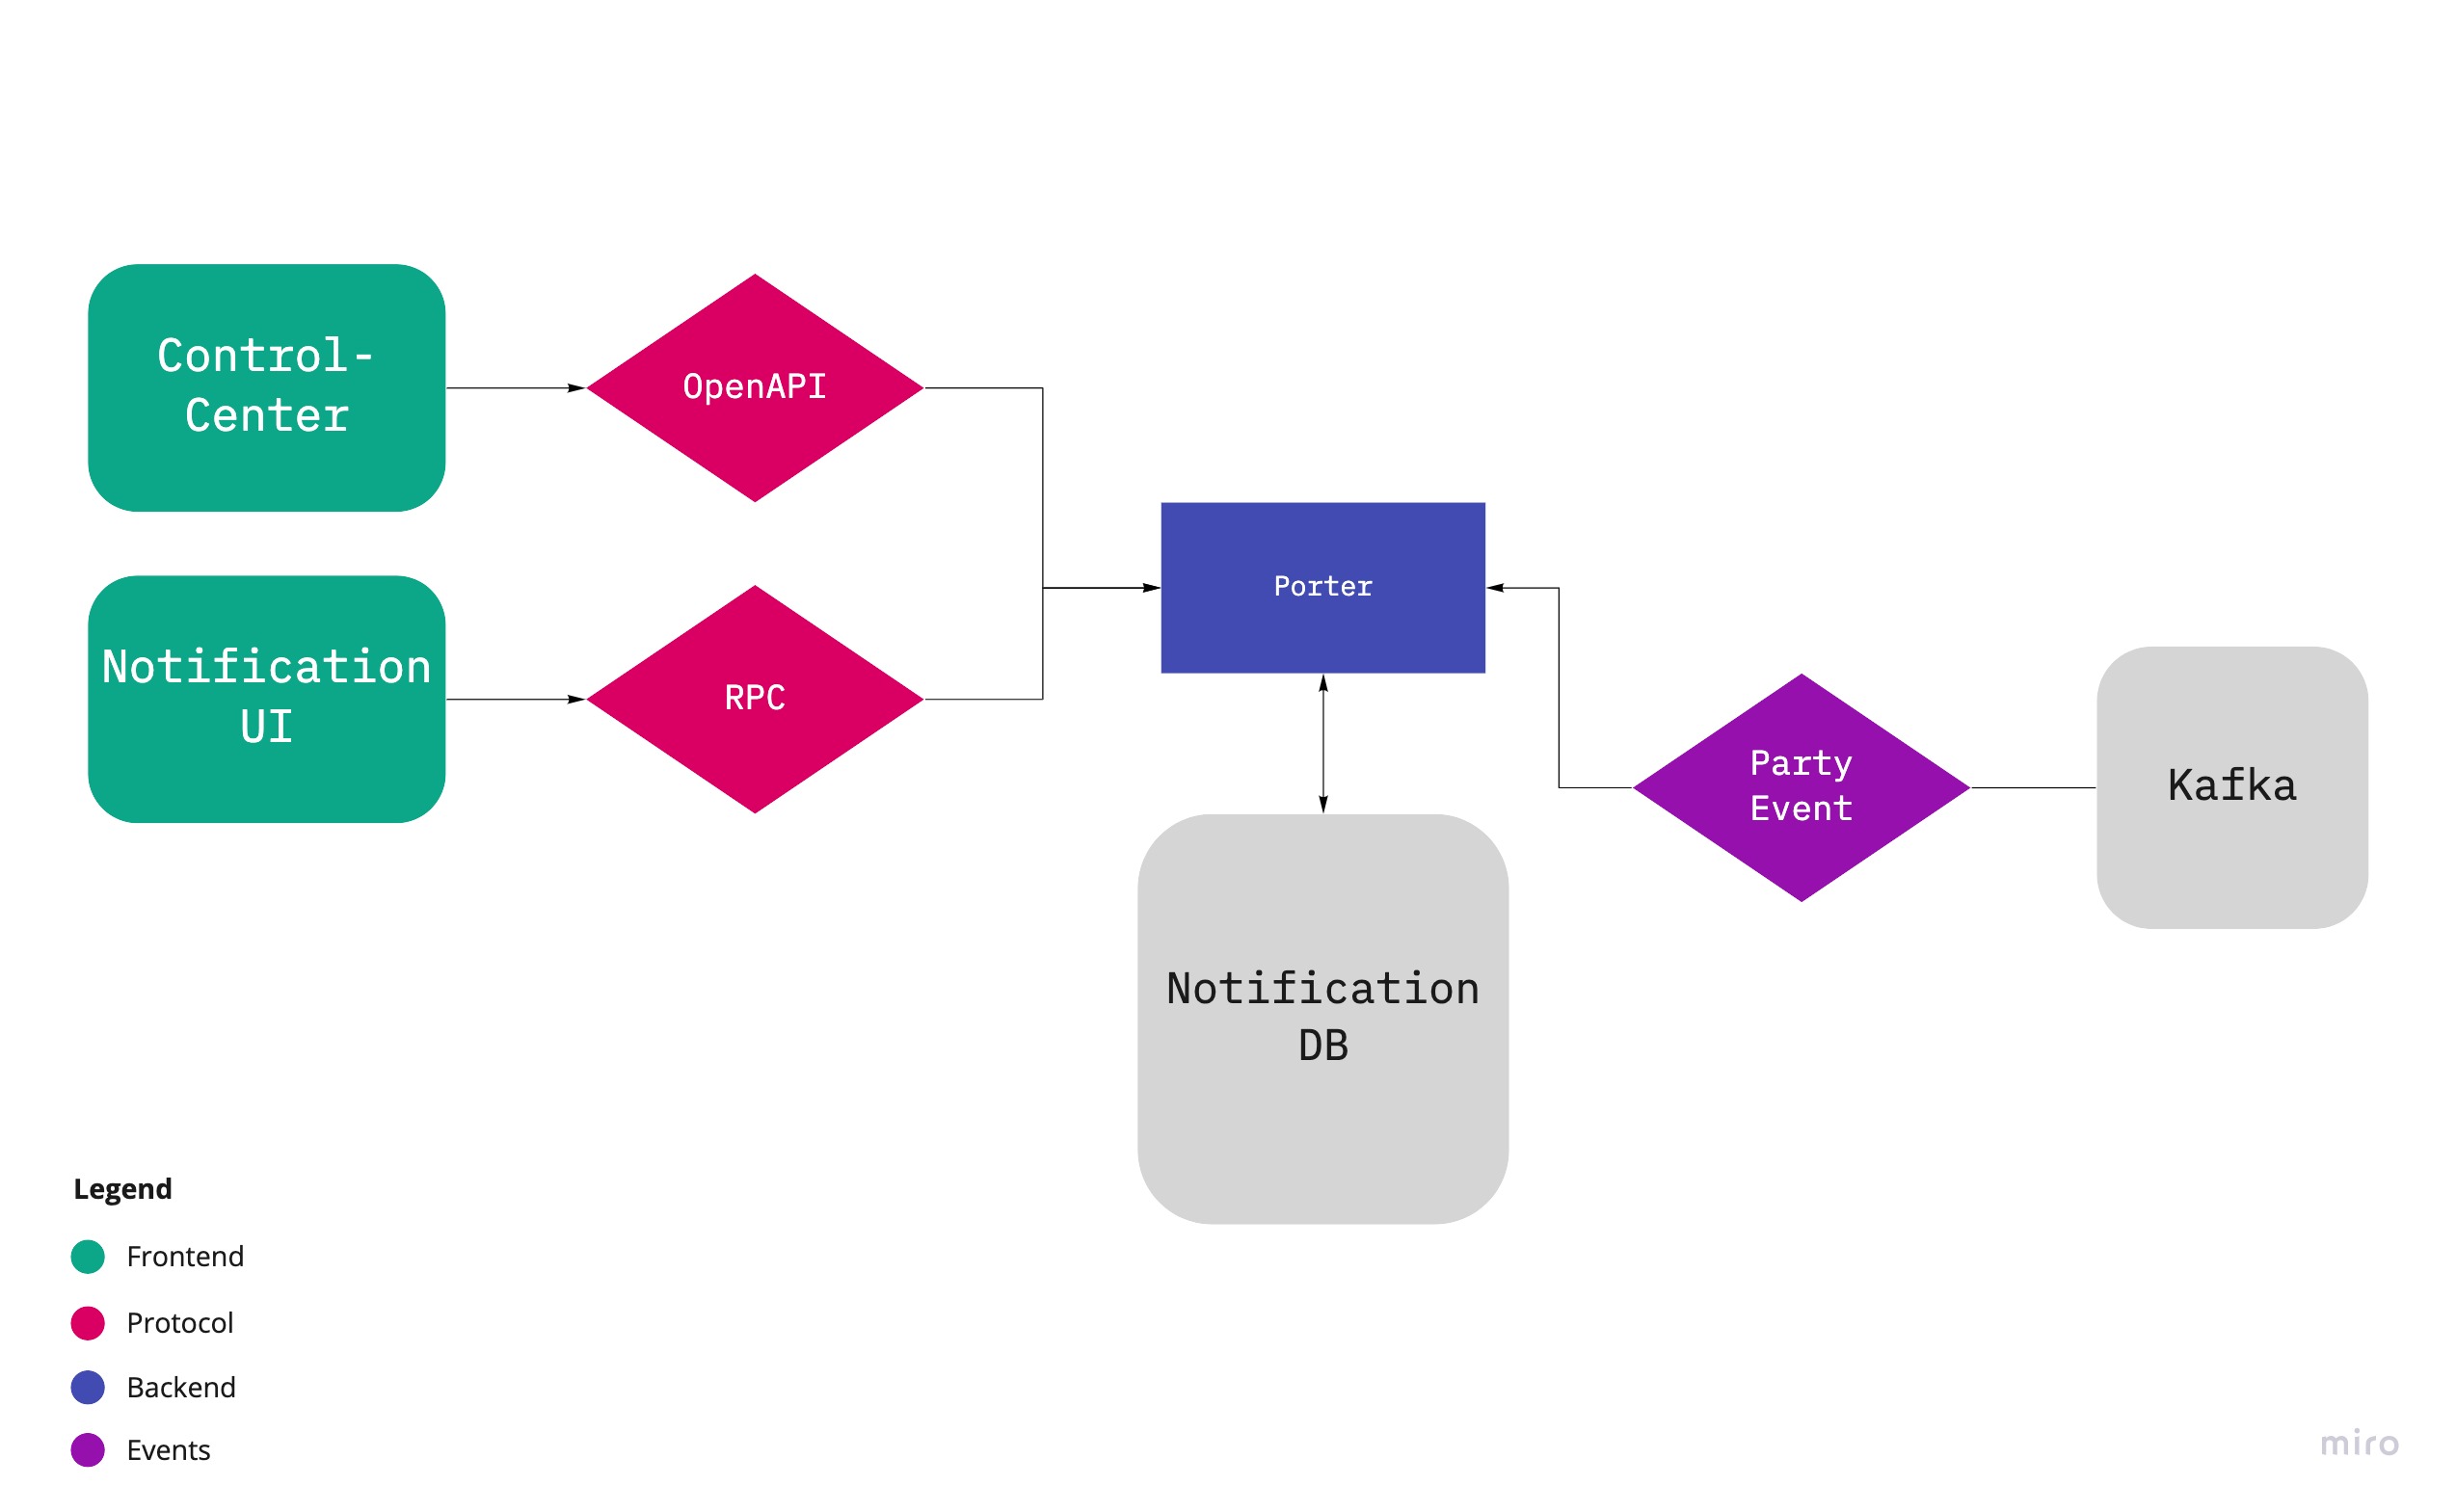 Control-
Center
OpenAPI
Porter
Notification
UI
RPC
Party
Event
Kafka
Notification
DB
Legend
Frontend
Protocol
Backend
Events
miro